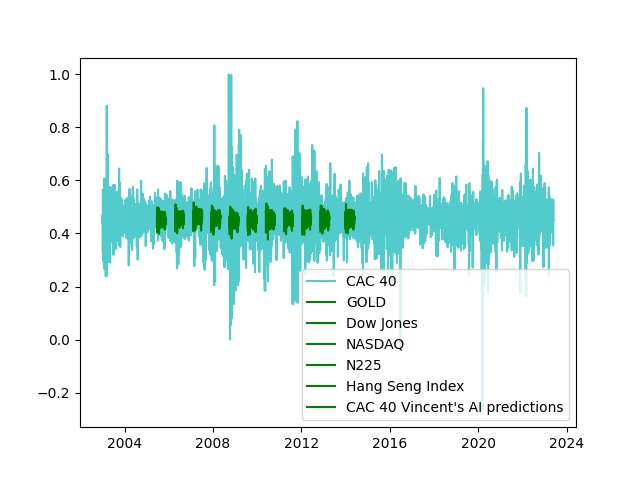 1.0
0.8
0.6
0.4
0.2
0.0
−0.2
CAC 40
GOLD
Dow Jones
NASDAQ
N225
Hang Seng Index
CAC 40 Vincent's AI predictions
2004 2008 2012 2016 2020 2024